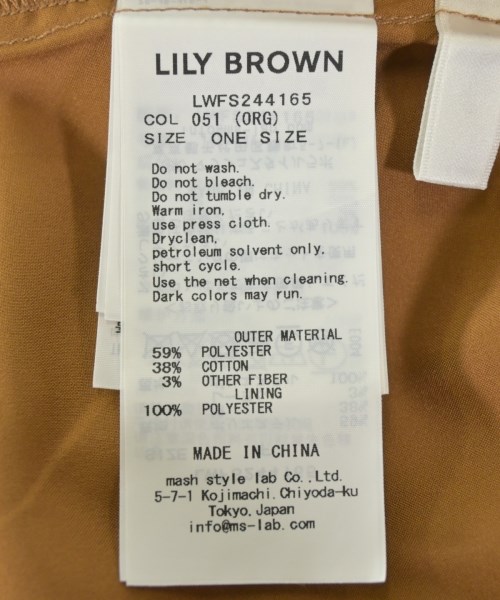 LILY BROWN
LWFS244165
COL 051 (ORG)
SIZE ONE SIZE
Do not wash.
Do not bleach.
Do not tumble dry.
Warm iron,
use press cloth.
Dryclean,
petroleum solvent only.
short cycle.
Use the net when cleaning.
Dark colors may run.
OUTER MATERIAL
59% POLYESTER
38% COTTON
3% OTHER FIBER
LINING
100% POLYESTER
MADE IN CHINA
mash style lab Co.,Ltd.
5-7-1 Kojimachi.Chiyoda-ku
Tokyo,Japan
info@ms-lab.com